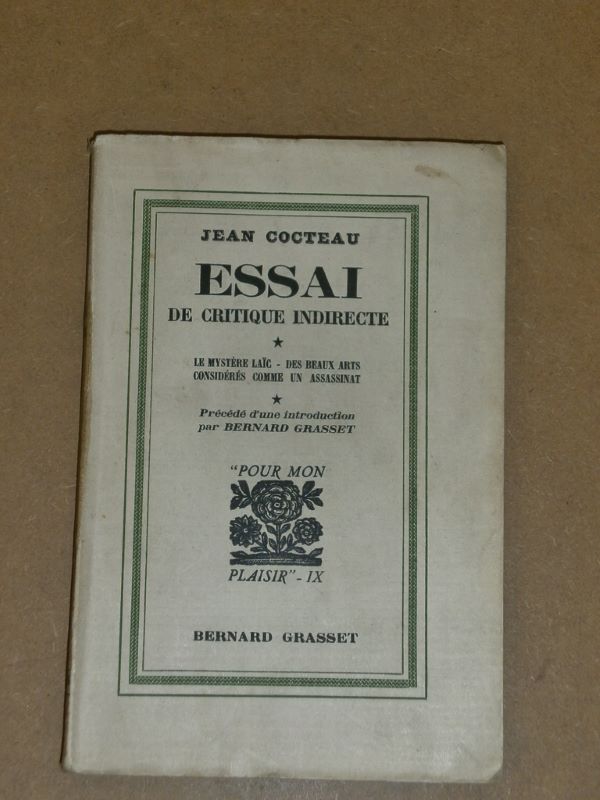 JEAN COCTEAU
ESSAI
DE CRITIQUE INDIRECTE
LE MYSTÈRE LAÏC - DES BEAUX ARTS
CONSIDÉRÉS COMME UN ASSASSINAT
Précédé d'une introduction
par BERNARD GRASSET
"POUR MON
PLAISIR" - IX
BERNARD GRASSET